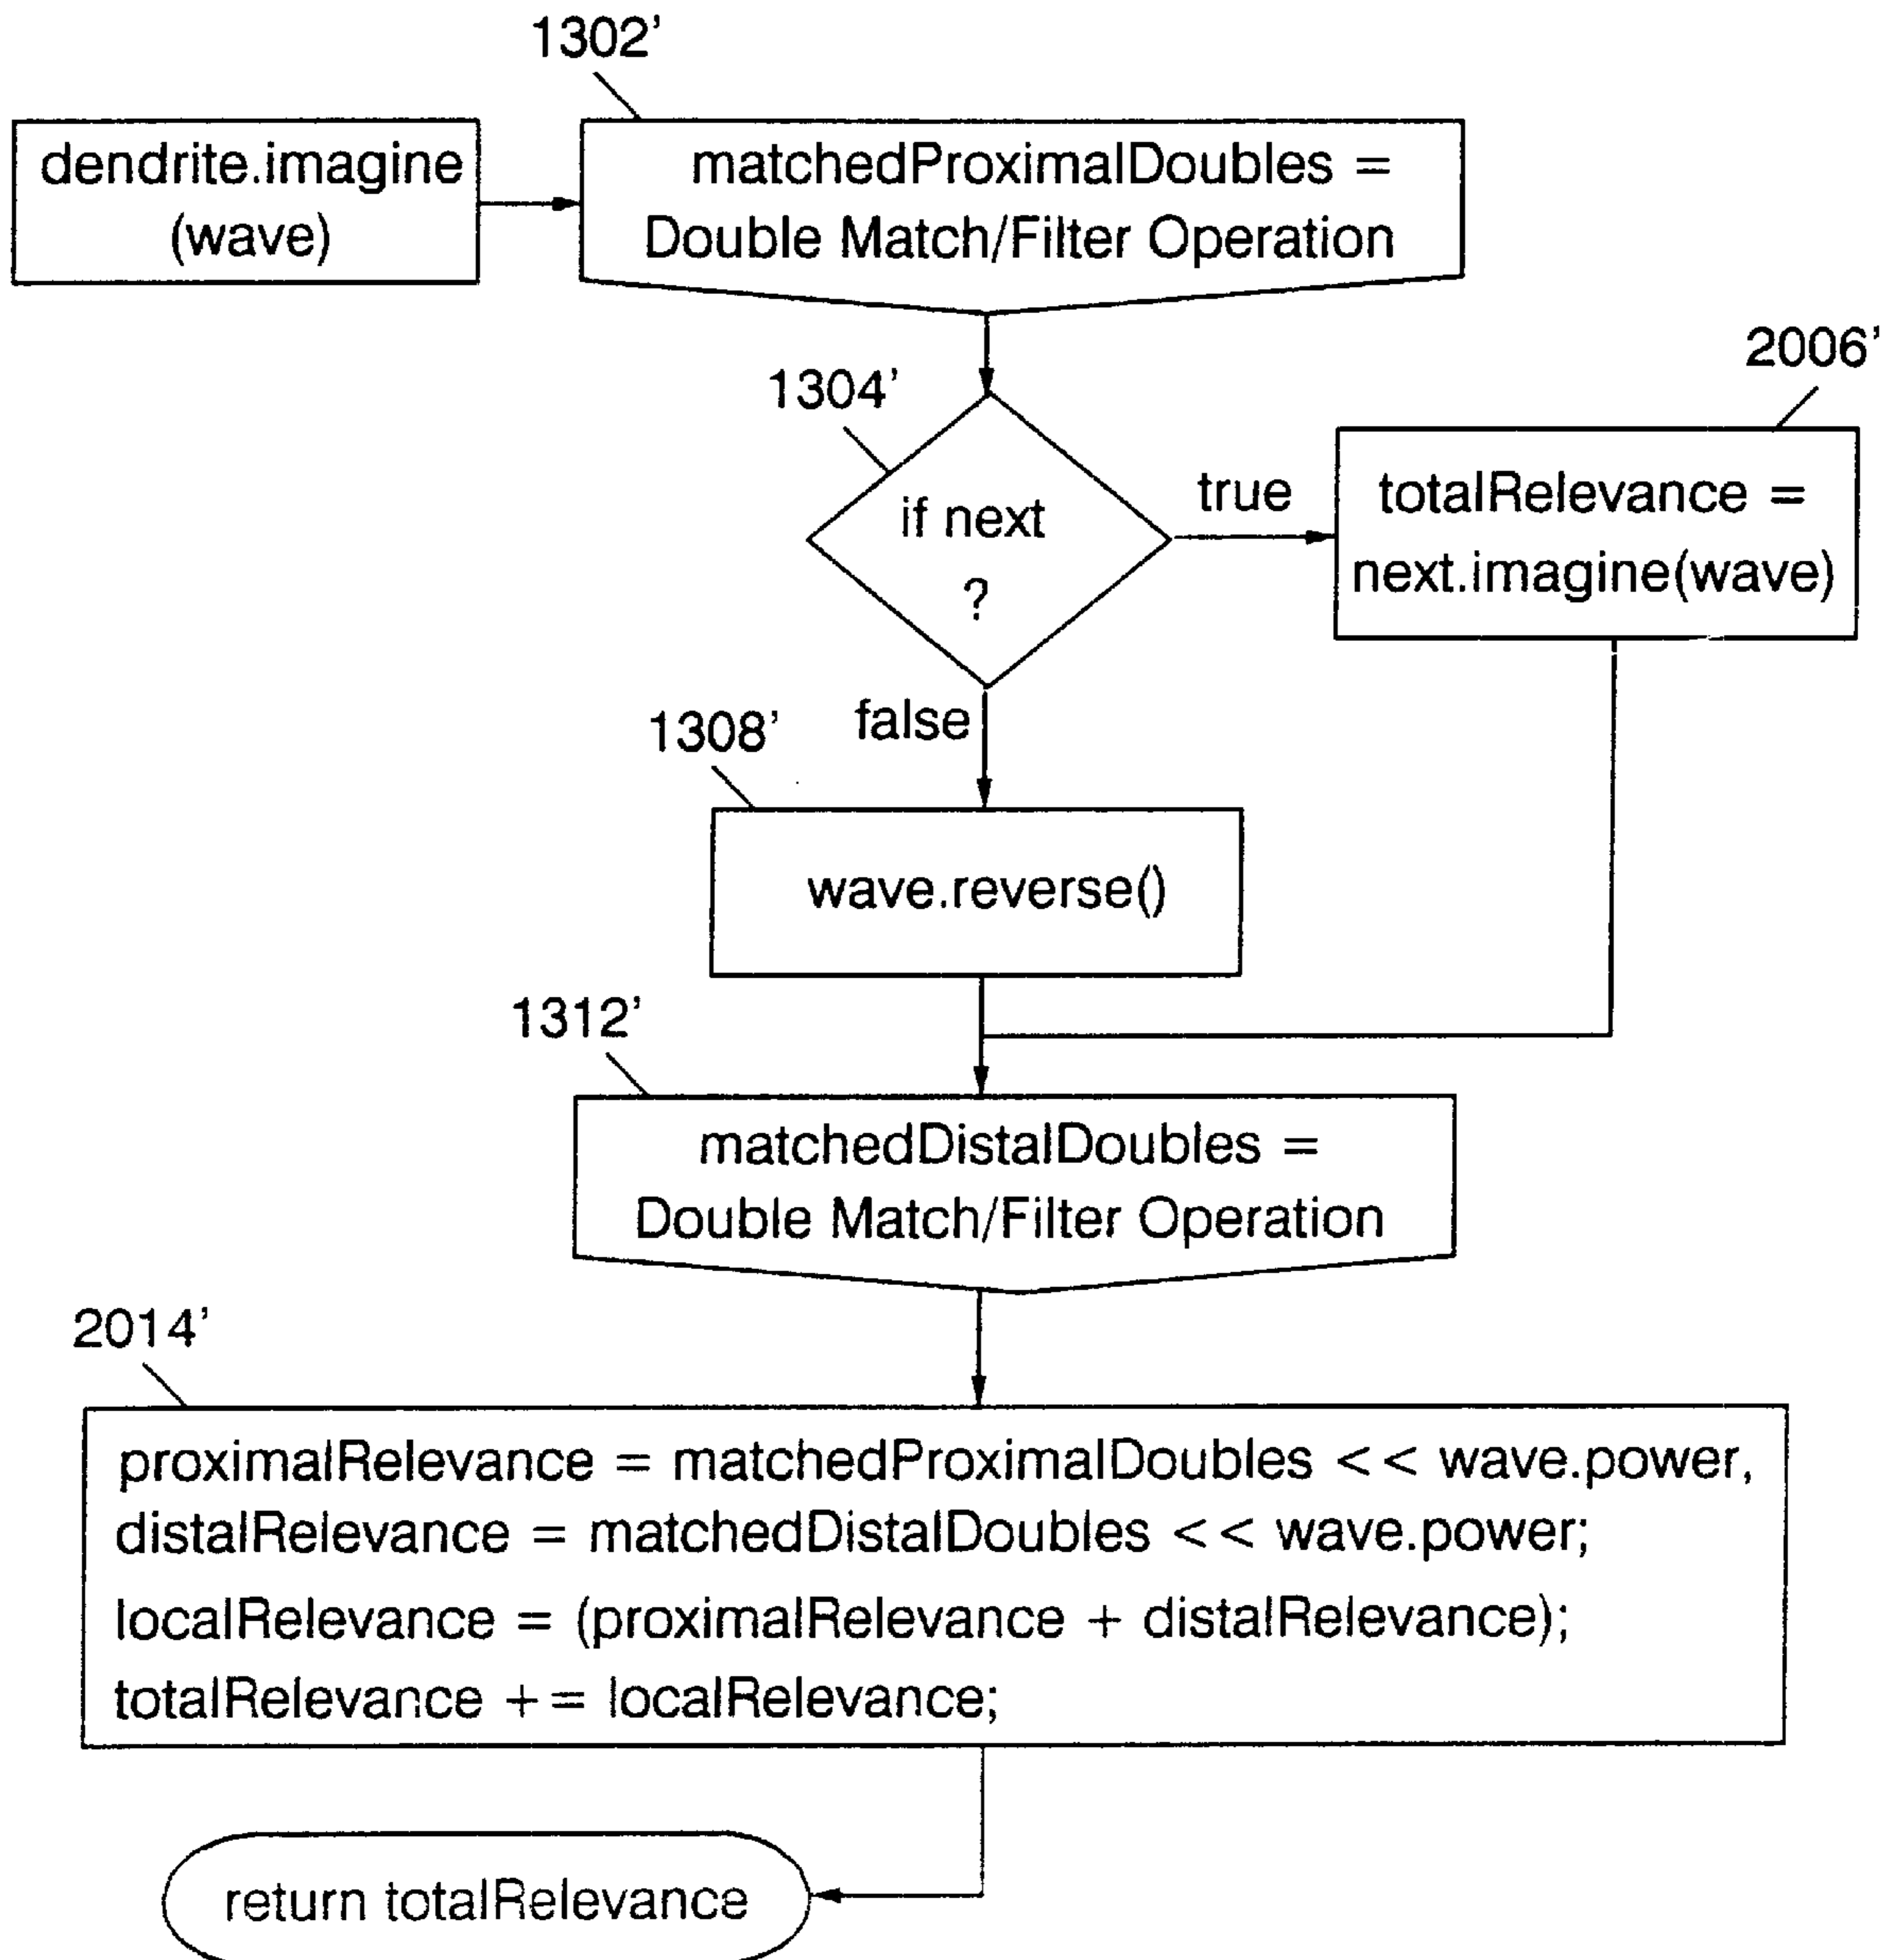 1302'
dendrite.imagine
(wave)
matchedProximalDoubles =
Double Match/Filter Operation
2006'
1304'
if next
?
true
totalRelevance =
next.imagine(wave)
false
1308'
wave.reverse()
1312'
matchedDistalDoubles =
Double Match/Filter Operation
2014'
proximalRelevance = matchedProximalDoubles << wave.power,
distalRelevance = matchedDistalDoubles << wave.power;
localRelevance = (proximalRelevance + distalRelevance);
totalRelevance += localRelevance;
return totalRelevance